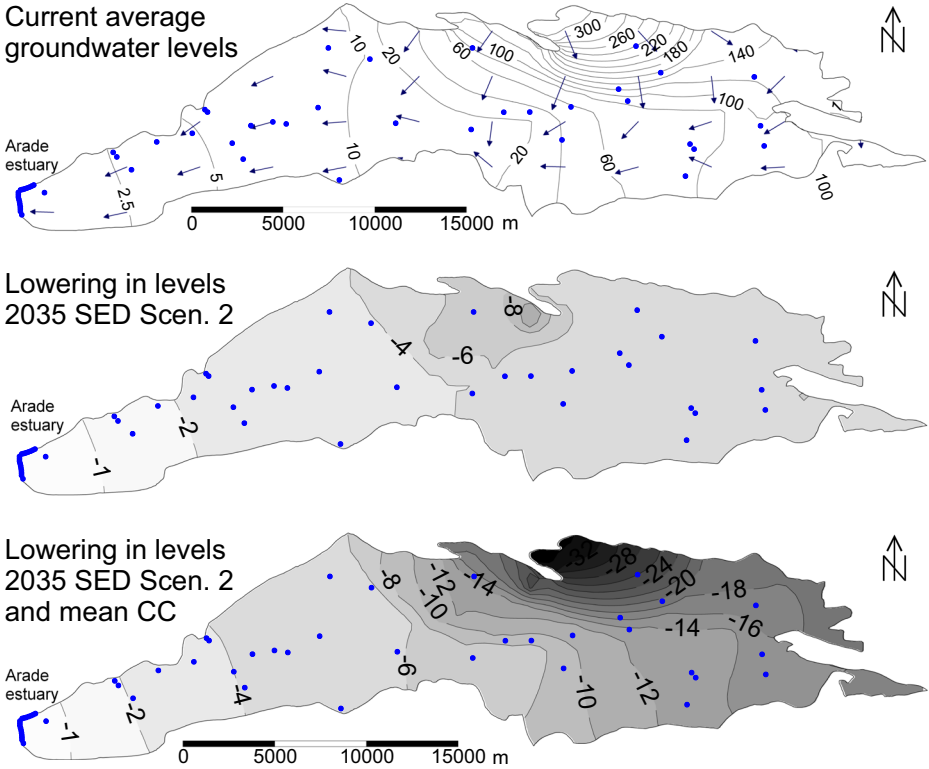 Current average
groundwater levels
N
300
260
220
180
140
10
20
60
100
100
Arade
estuary
2.5
5
10
20
60
100
0 5000 10000 15000 m
Lowering in levels
2035 SED Scen. 2
N
-8
-4
-6
Arade
estuary
-2
-1
Lowering in levels
2035 SED Scen. 2
and mean CC
N
-32
-28
-24
-20
-18
-8
-12
-14
-10
-14
-16
Arade
estuary
-6
-4
-2
-1
-10
-12
0 5000 10000 15000 m